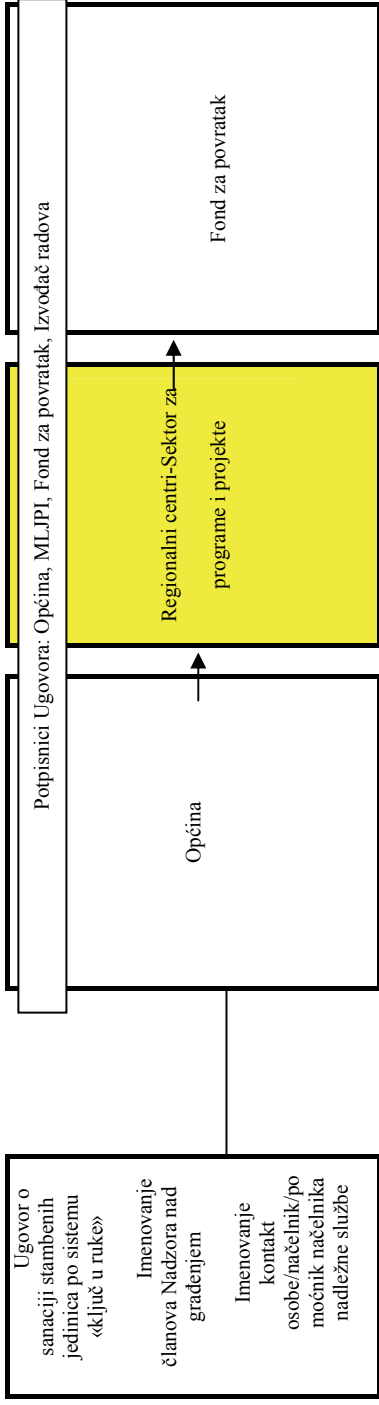 Ugovor o
sanaciji stambenih
jedinica po sistemu
«ključ u ruke»
Imenovanje
članova Nadzora nad
građenjem
Imenovanje
kontakt
osobe/načelnik/po
moćnik načelnika
nadležne službe
Potpisnici Ugovora: Općina, MLJPI, Fond za povratak, Izvođač radova
Općina
Regionalni centri-Sektor za
programe i projekte
Fond za povratak